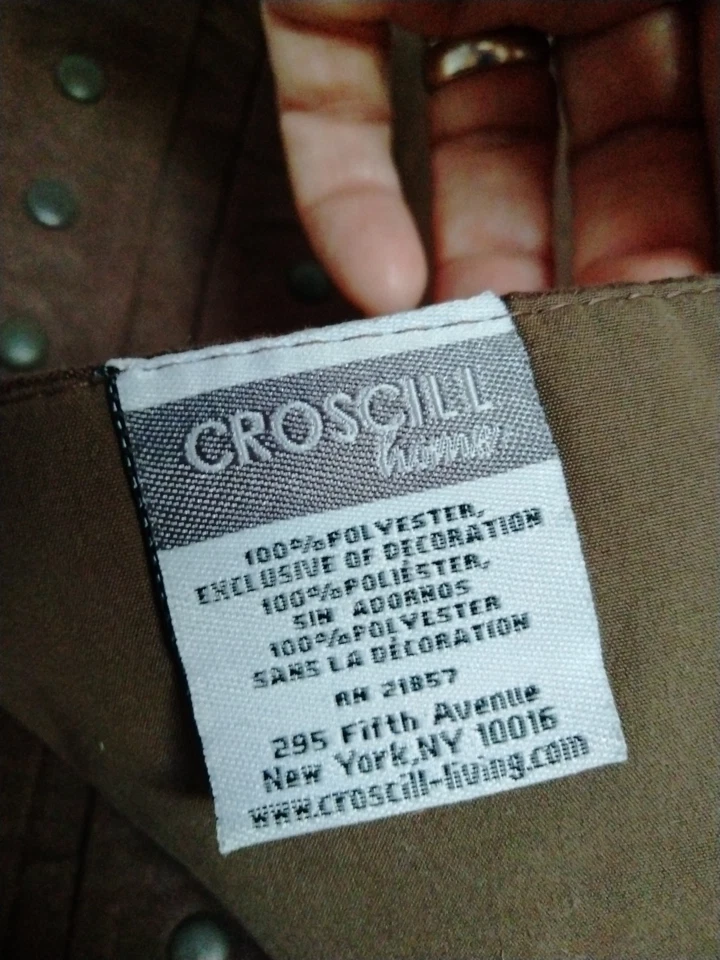 CROSCILL
home
100%POLYESTER,
EXCLUSIVE OF DECORATION
100%POLIÉSTER,
SIN ADORNOS
100%POLYESTER
SANS LA DÉCORATION
RN 21857
295 Fifth Avenue
New York,NY 10016
www.croscill-living.com